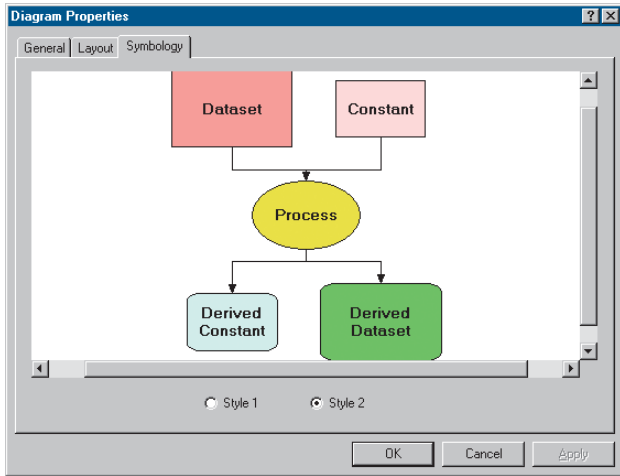 Diagram Properties
General Layout Symbology
Dataset
Constant
Process
Derived
Constant
Derived
Dataset
Style 1
Style 2
OK
Cancel
Apply